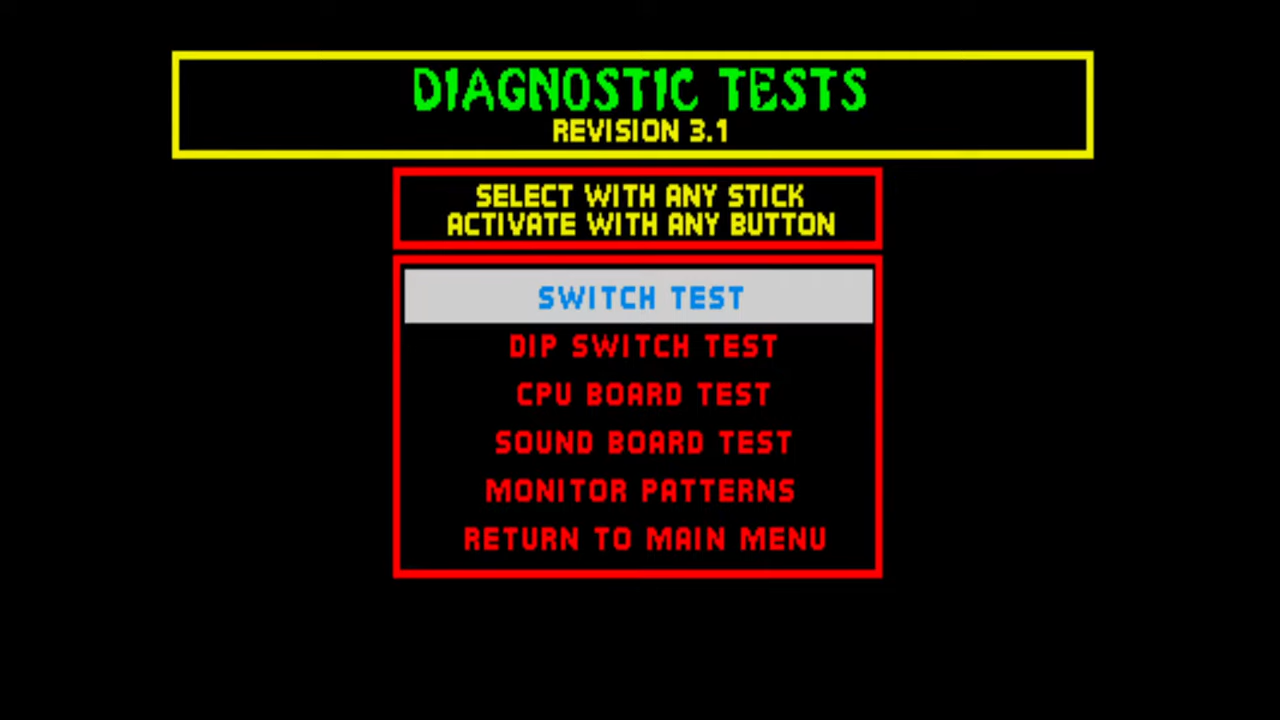 DIAGNOSTIC TESTS
REVISION 3.1
SELECT WITH ANY STICK
ACTIVATE WITH ANY BUTTON
SWITCH TEST
DIP SWITCH TEST
CPU BOARD TEST
SOUND BOARD TEST
MONITOR PATTERNS
RETURN TO MAIN MENU